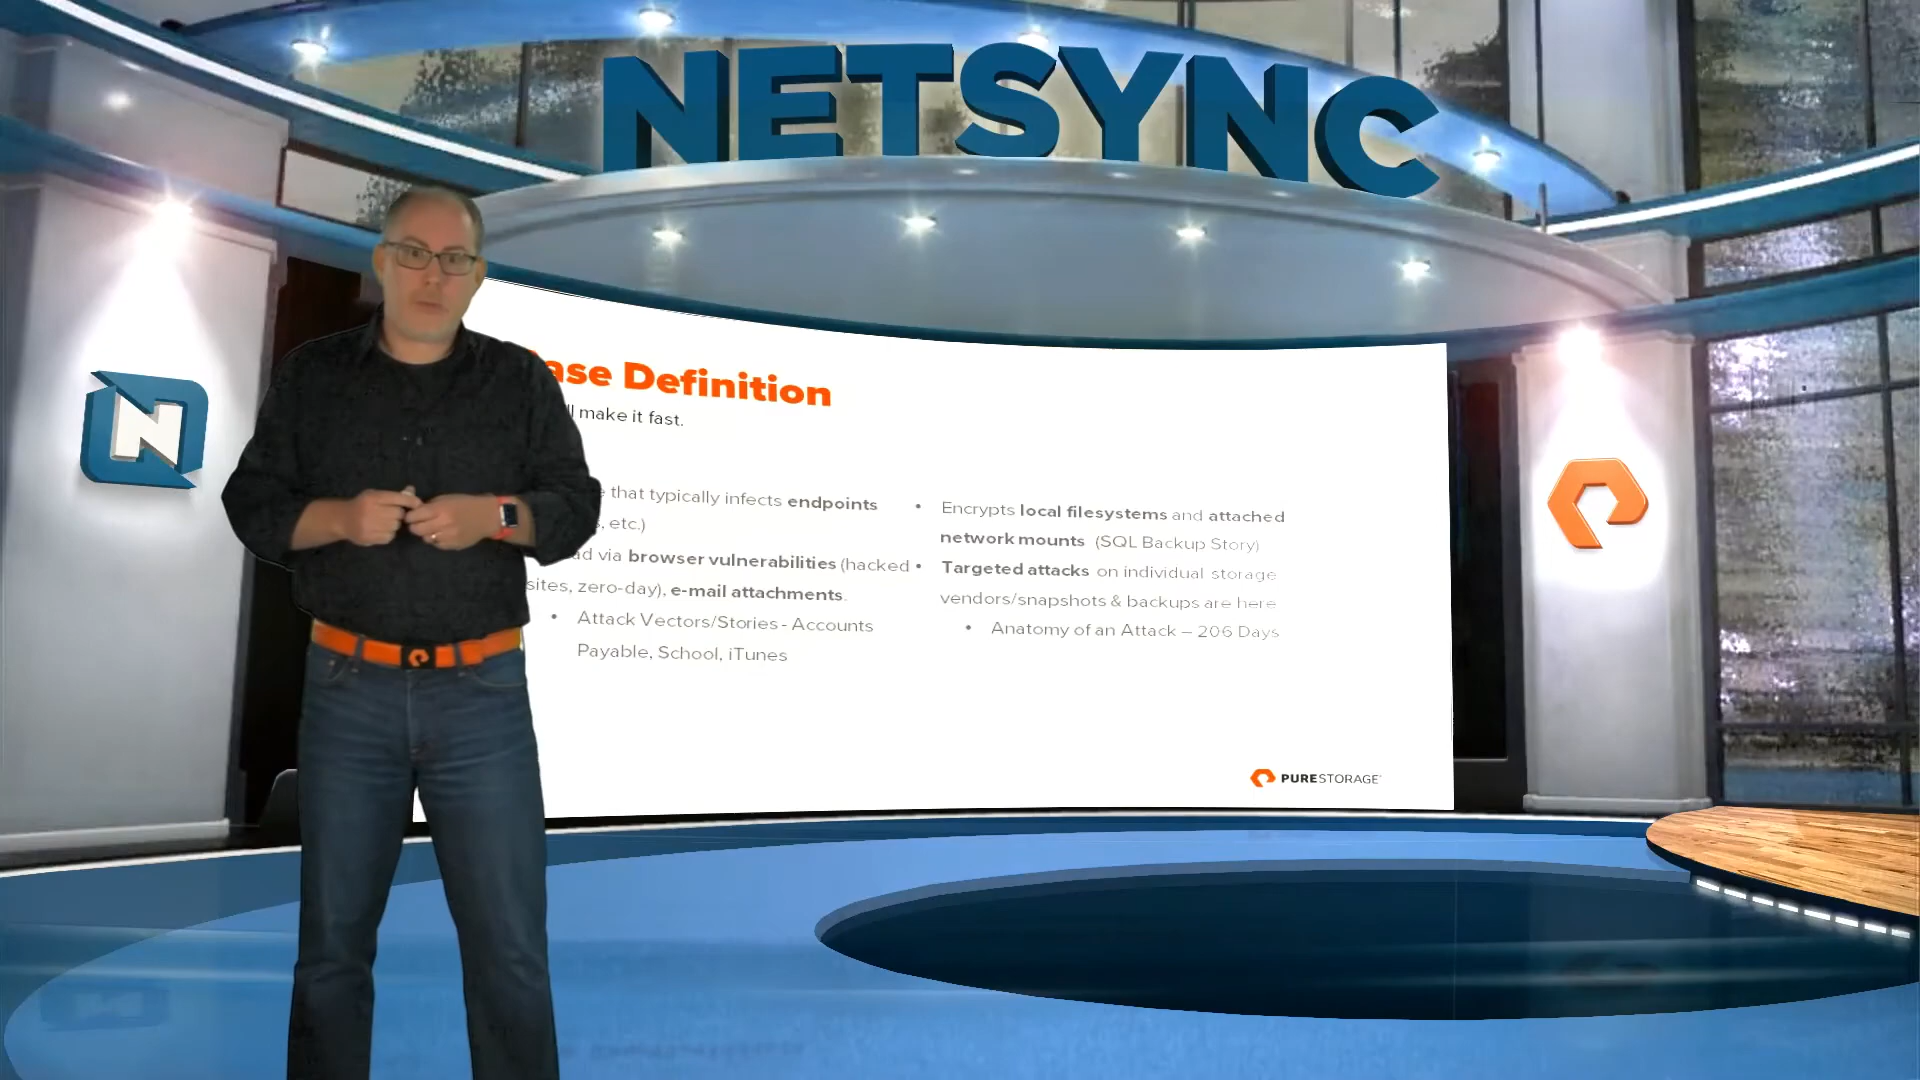 NETSYNC
N
Definition
make it fast.
that typically infects endpoints
etc.)
via browser vulnerabilities (hacked
sites, zero-day), e-mail attachments.
• Attack Vectors/Stories - Accounts
Payable, School, iTunes
• Encrypts local filesystems and attached
network mounts (SQL Backup Story)
• Targeted attacks on individual storage
vendors/snapshots & backups are here
• Anatomy of an Attack – 206 Days
PURESTORAGE